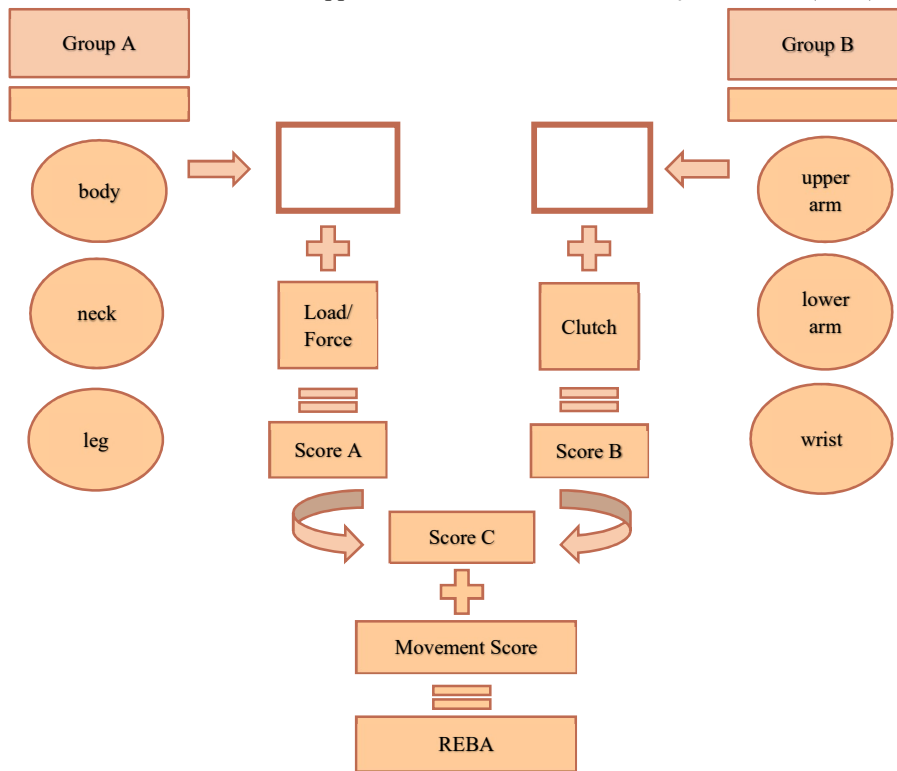 Group A
Group B
body
upper
arm
neck
Load/
Force
Clutch
lower
arm
leg
Score A
Score B
wrist
Score C
Movement Score
REBA